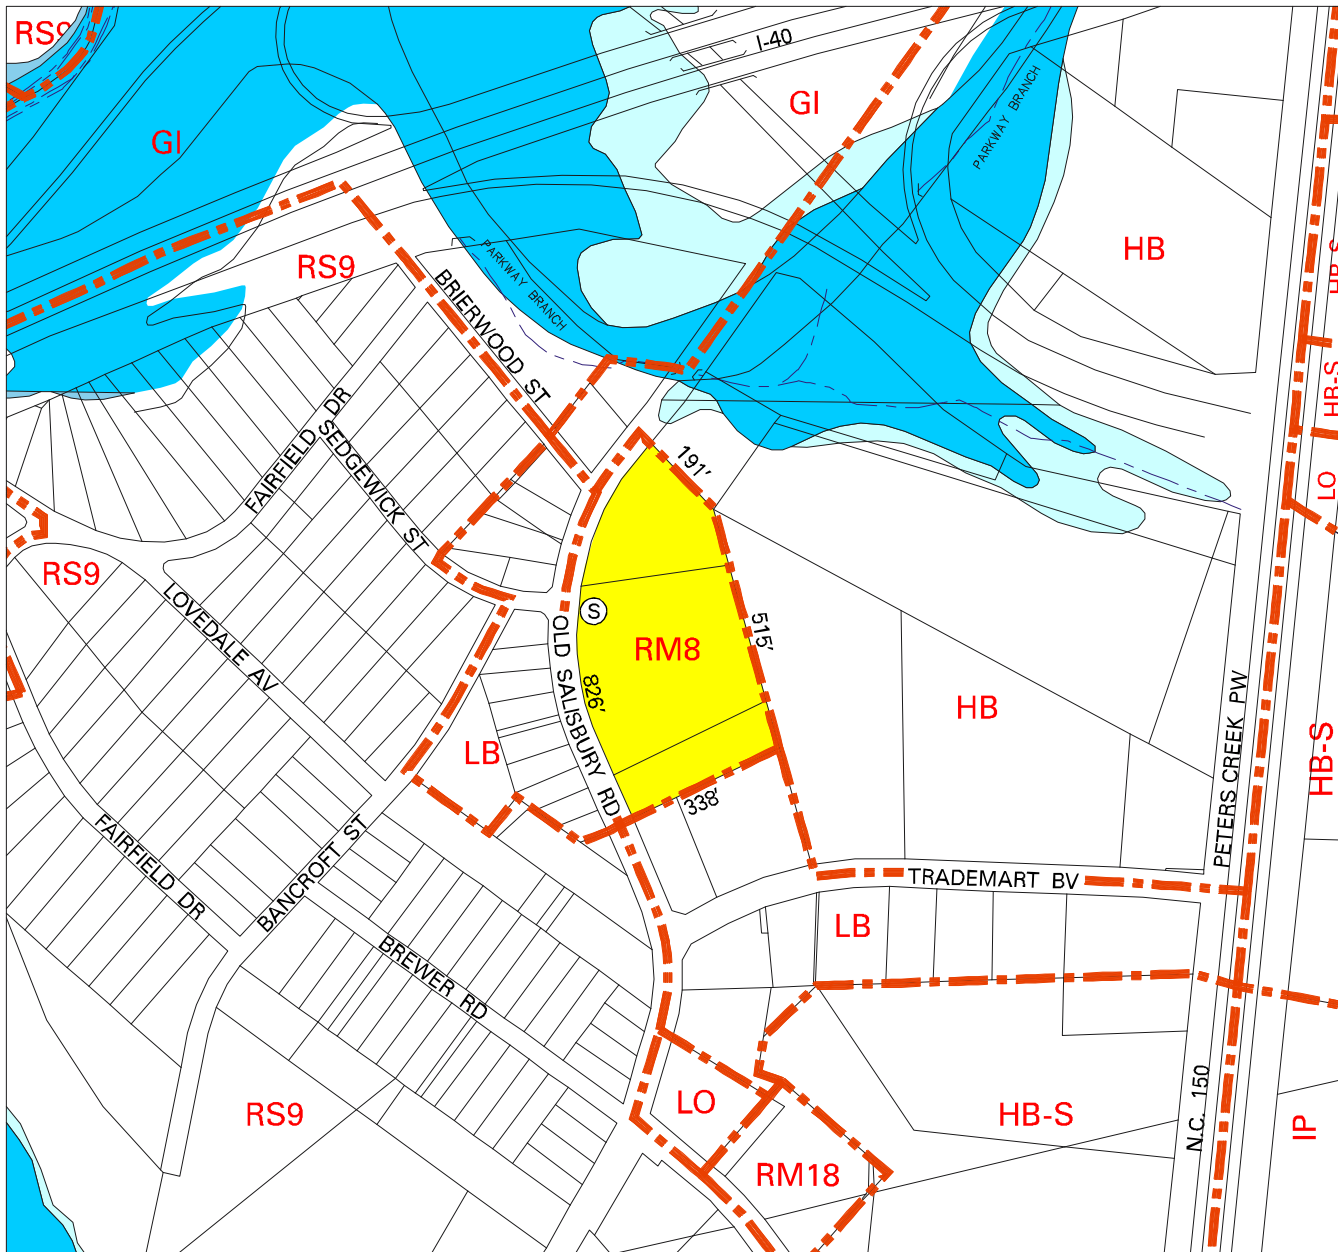 RS9
I-40
GI
GI
PARKWAY BRANCH
HB
HB-S
RS9
BRIERWOOD ST
PARKWAY BRANCH
HB-S
FAIRFIELD DR
SEDGEWICK ST
191'
LO
RS9
LOVEDALE AV
S
OLD SALISBURY RD
RM8
515'
826'
HB
PETERS CREEK PW
LB
HB-S
338'
FAIRFIELD DR
BANCROFT ST
TRADEMART BV
BREWER RD
LB
RS9
LO
HB-S
N.C. 150
IP
RM18